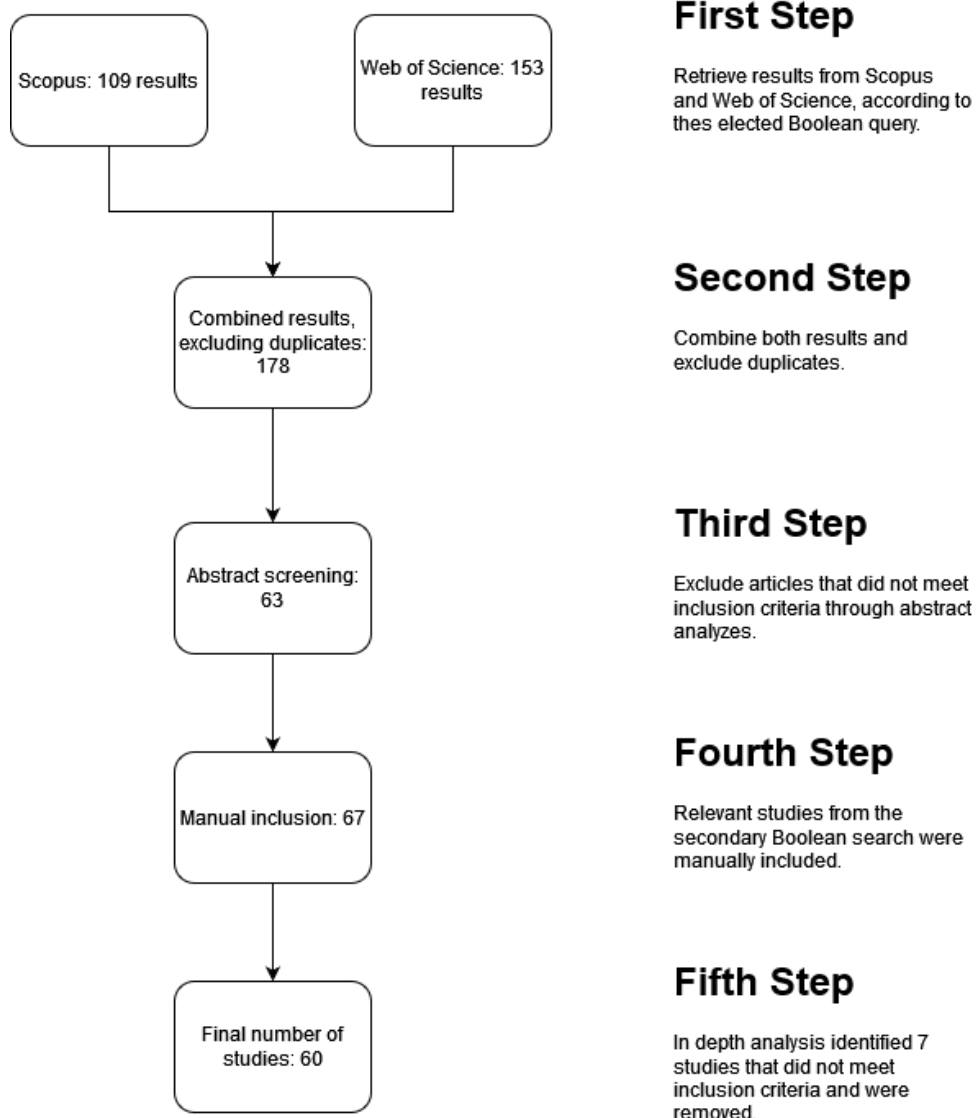 First Step
Scopus: 109 results
Web of Science: 153
results
Retrieve results from Scopus
and Web of Science, according to
thes elected Boolean query.
Second Step
Combined results,
excluding duplicates:
178
Combine both results and
exclude duplicates.
Third Step
Abstract screening:
63
Exclude articles that did not meet
inclusion criteria through abstract
analyzes.
Fourth Step
Manual inclusion: 67
Relevant studies from the
secondary Boolean search were
manually included.
Fifth Step
Final number of
studies: 60
In depth analysis identified 7
studies that did not meet
inclusion criteria and were
removed